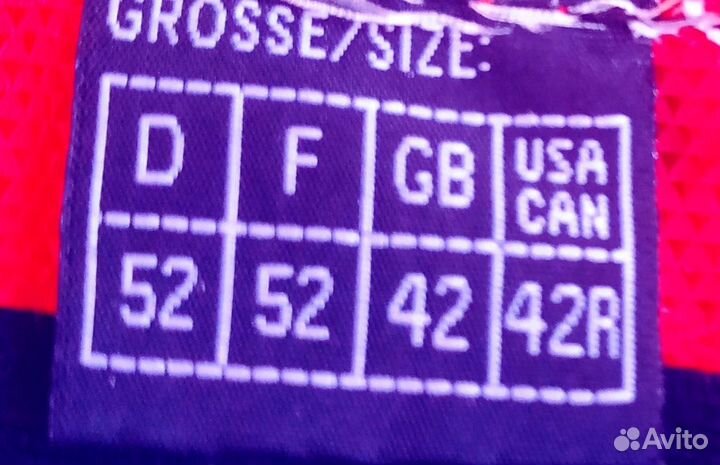 GROSSE/SIZE:
D F GB USA CAN
52 52 42 42R
Avito